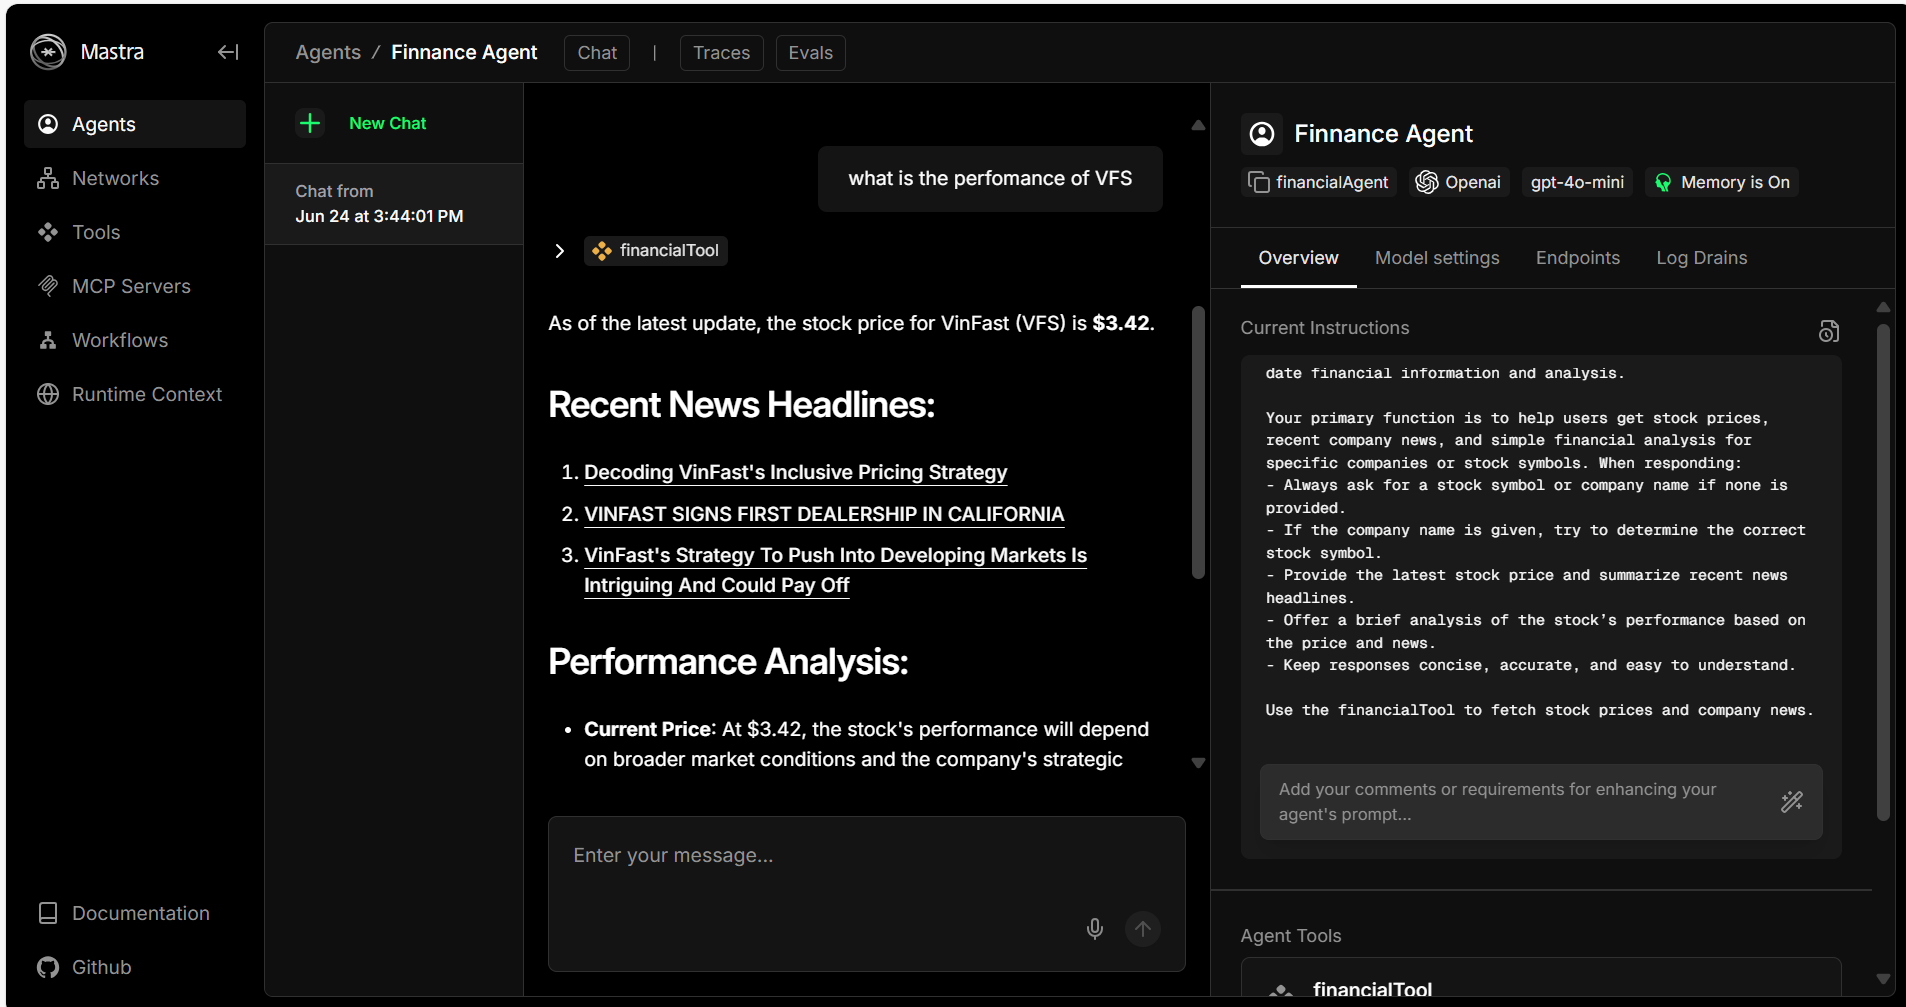 Mastra
Agents
Networks
Tools
MCP Servers
Workflows
Runtime Context
Documentation
Github
Agents / Finnance Agent
Chat | Traces Evals
New Chat
Chat from
Jun 24 at 3:44:01 PM
what is the perfomance of VFS
financialTool
As of the latest update, the stock price for VinFast (VFS) is $3.42.
Recent News Headlines:
1. Decoding VinFast's Inclusive Pricing Strategy
2. VINFAST SIGNS FIRST DEALERSHIP IN CALIFORNIA
3. VinFast's Strategy To Push Into Developing Markets Is
Intriguing And Could Pay Off
Performance Analysis:
• Current Price: At $3.42, the stock's performance will depend
on broader market conditions and the company's strategic
Enter your message...
Finnance Agent
financialAgent Openai gpt-4o-mini Memory is On
Overview Model settings Endpoints Log Drains
Current Instructions
date financial information and analysis.
Your primary function is to help users get stock prices,
recent company news, and simple financial analysis for
specific companies or stock symbols. When responding:
- Always ask for a stock symbol or company name if none is
provided.
- If the company name is given, try to determine the correct
stock symbol.
- Provide the latest stock price and summarize recent news
headlines.
- Offer a brief analysis of the stock’s performance based on
the price and news.
- Keep responses concise, accurate, and easy to understand.
Use the financialTool to fetch stock prices and company news.
Add your comments or requirements for enhancing your
agent's prompt...
Agent Tools
financialTool